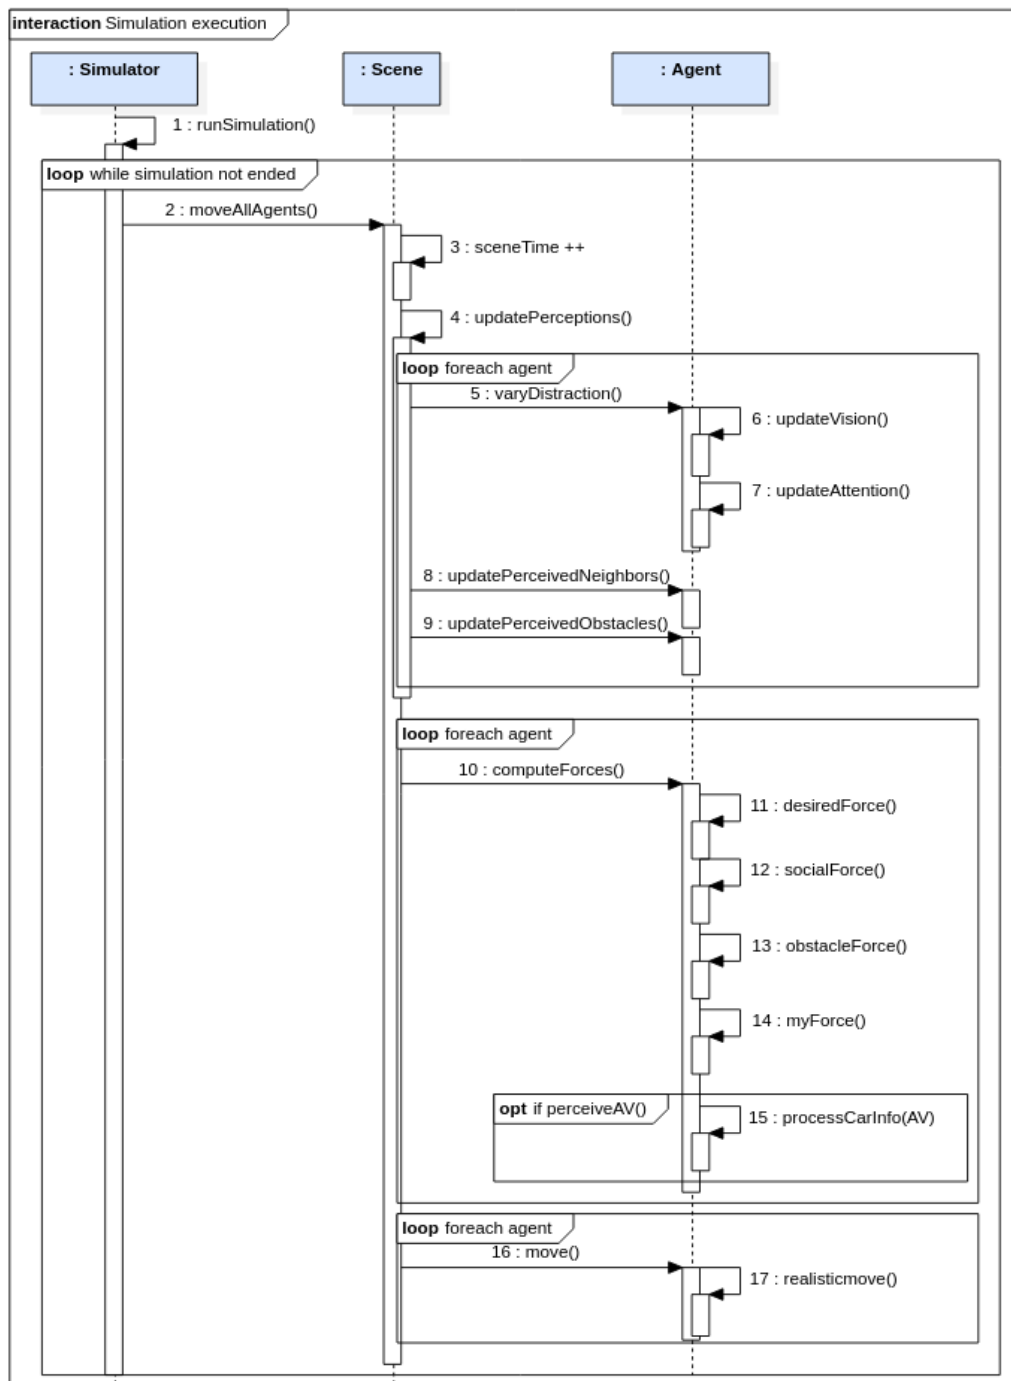 interaction Simulation execution
: Simulator
: Scene
: Agent
1 : runSimulation()
loop while simulation not ended
2 : moveAllAgents()
3 : sceneTime ++
4 : updatePerceptions()
loop foreach agent
5 : varyDistraction()
6 : updateVision()
7 : updateAttention()
8 : updatePerceivedNeighbors()
9 : updatePerceivedObstacles()
loop foreach agent
10 : computeForces()
11 : desiredForce()
12 : socialForce()
13 : obstacleForce()
14 : myForce()
opt if perceiveAV()
15 : processCarInfo(AV)
loop foreach agent
16 : move()
17 : realisticmove()